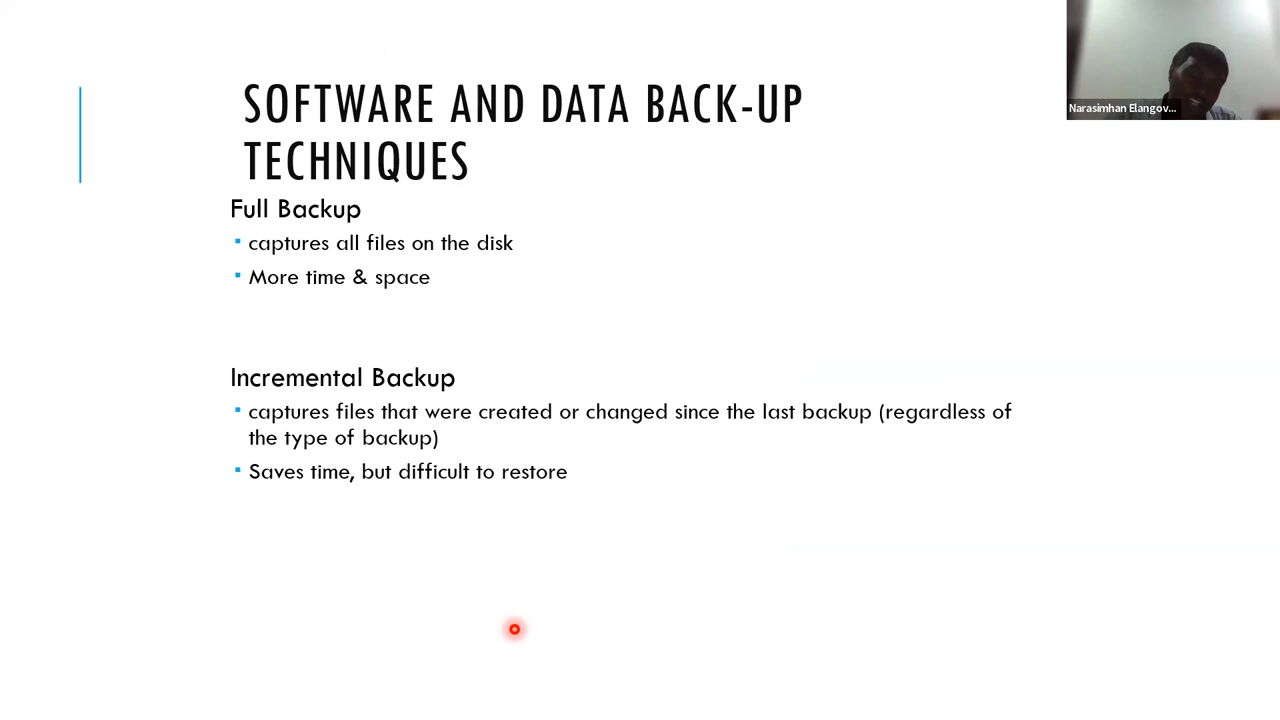 SOFTWARE AND DATA BACK-UP
TECHNIQUES
Full Backup
captures all files on the disk
More time & space
Incremental Backup
captures files that were created or changed since the last backup (regardless of
the type of backup)
Saves time, but difficult to restore
Narasimhan Elangov...